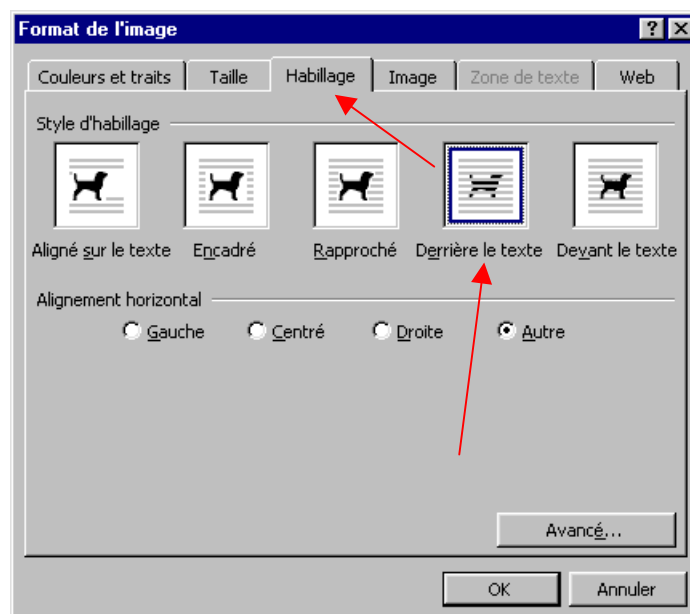 Format de l'image
Couleurs et traits Taille Habillage Image Zone de texte Web
Style d'habillage
Aligné sur le texte Encadré Rapproché Derrière le texte Devant le texte
Alignement horizontal
Gauche Centré Droite Autre
Avancé...
OK Annuler